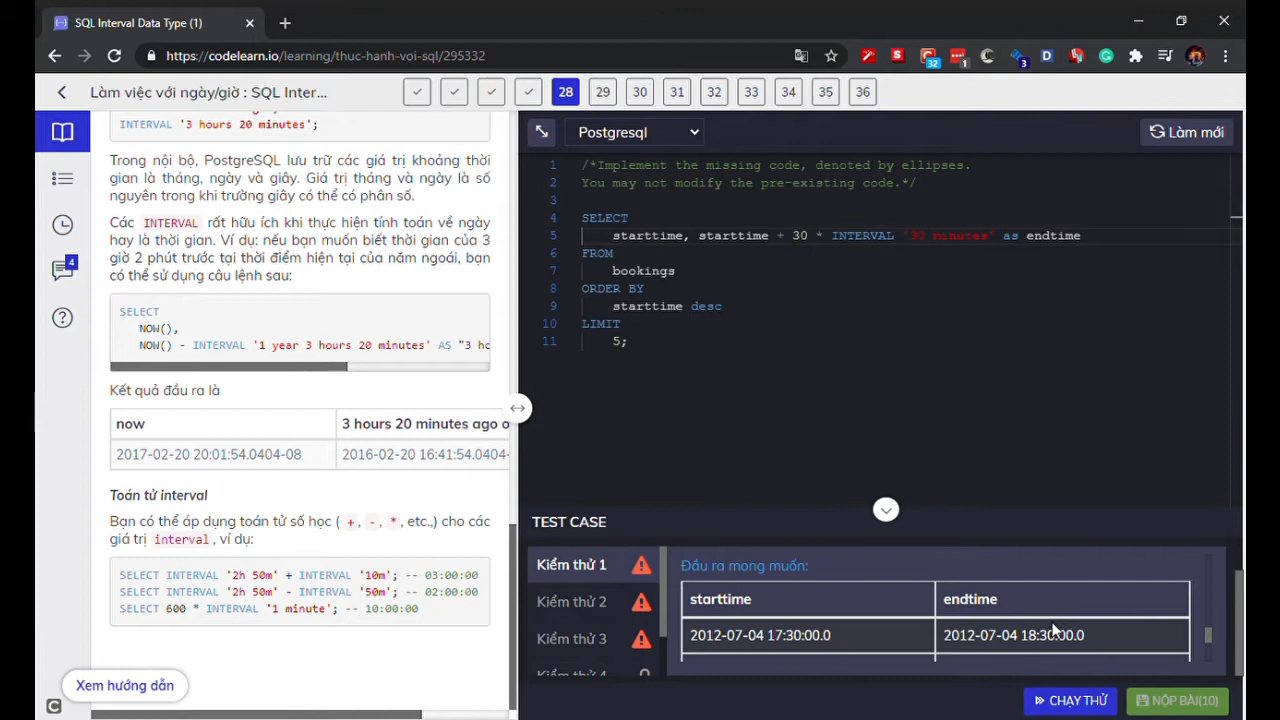 SQL Interval Data Type (1)
https://codelearn.io/learning/thuc-hanh-voi-sql/295332
32
1
3
Làm việc với ngày/giờ : SQL Inter...
28 29 30 31 32 33 34 35 36
4
INTERVAL '3 hours 20 minutes';
Trong nội bộ, PostgreSQL lưu trữ các giá trị khoảng thời
gian là tháng, ngày và giây. Giá trị tháng và ngày là số
nguyên trong khi trường giây có thể có phân số.
Các INTERVAL rất hữu ích khi thực hiện tính toán về ngày
hay là thời gian. Ví dụ: nếu bạn muốn biết thời gian của 3
giờ 2 phút trước tại thời điểm hiện tại của năm ngoái, bạn
có thể sử dụng câu lệnh sau:
SELECT
NOW(),
NOW() - INTERVAL '1 year 3 hours 20 minutes' AS "3 ho
Kết quả đầu ra là
now 3 hours 20 minutes ago o
2017-02-20 20:01:54.0404-08 2016-02-20 16:41:54.0404-
Toán tử interval
Bạn có thể áp dụng toán tử số học ( +, -, *, etc.,) cho các
giá trị interval, ví dụ:
SELECT INTERVAL '2h 50m' + INTERVAL '10m'; -- 03:00:00
SELECT INTERVAL '2h 50m' - INTERVAL '50m'; -- 02:00:00
SELECT 600 * INTERVAL '1 minute'; -- 10:00:00
Xem hướng dẫn
Postgresql
Làm mới
1 /*Implement the missing code, denoted by ellipses.
2 You may not modify the pre-existing code.*/
3
4 SELECT
5 starttime, starttime + 30 * INTERVAL "30 minutes" as endtime
6 FROM
7 bookings
8 ORDER BY
9 starttime desc
10 LIMIT
11 5;
TEST CASE
Kiểm thử 1
Kiểm thử 2
Kiểm thử 3
Kiểm thử 4
Đầu ra mong muốn:
starttime endtime
2012-07-04 17:30:00.0 2012-07-04 18:30:00.0
CHẠY THỬ
NỘP BÀI(10)